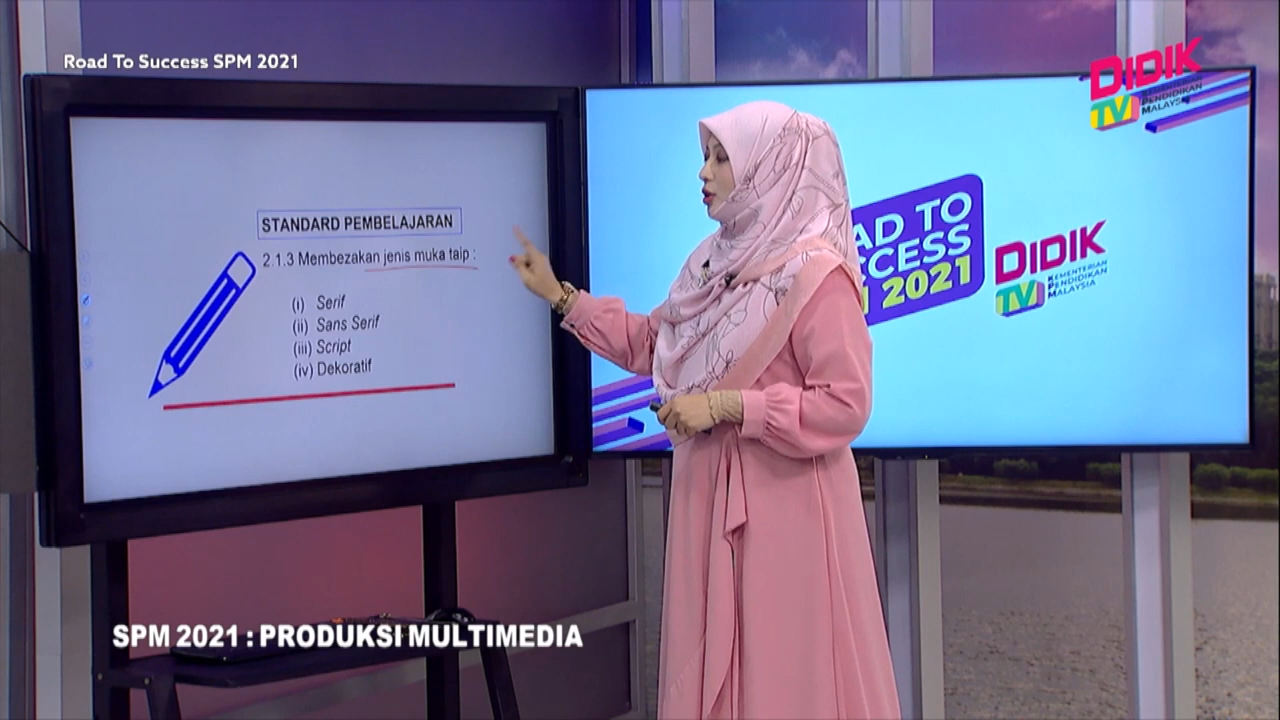 Road To Success SPM 2021
DIDIK
TV
KEMENTERIAN
PENDIDIKAN
MALAYSIA
STANDARD PEMBELAJARAN
2.1.3 Membezakan jenis muka taip :
(i) Serif
(ii) Sans Serif
(iii) Script
(iv) Dekoratif
AD TO
CCESS
2021
DIDIK
TV
KEMENTERIAN
PENDIDIKAN
MALAYSIA
SPM 2021 : PRODUKSI MULTIMEDIA